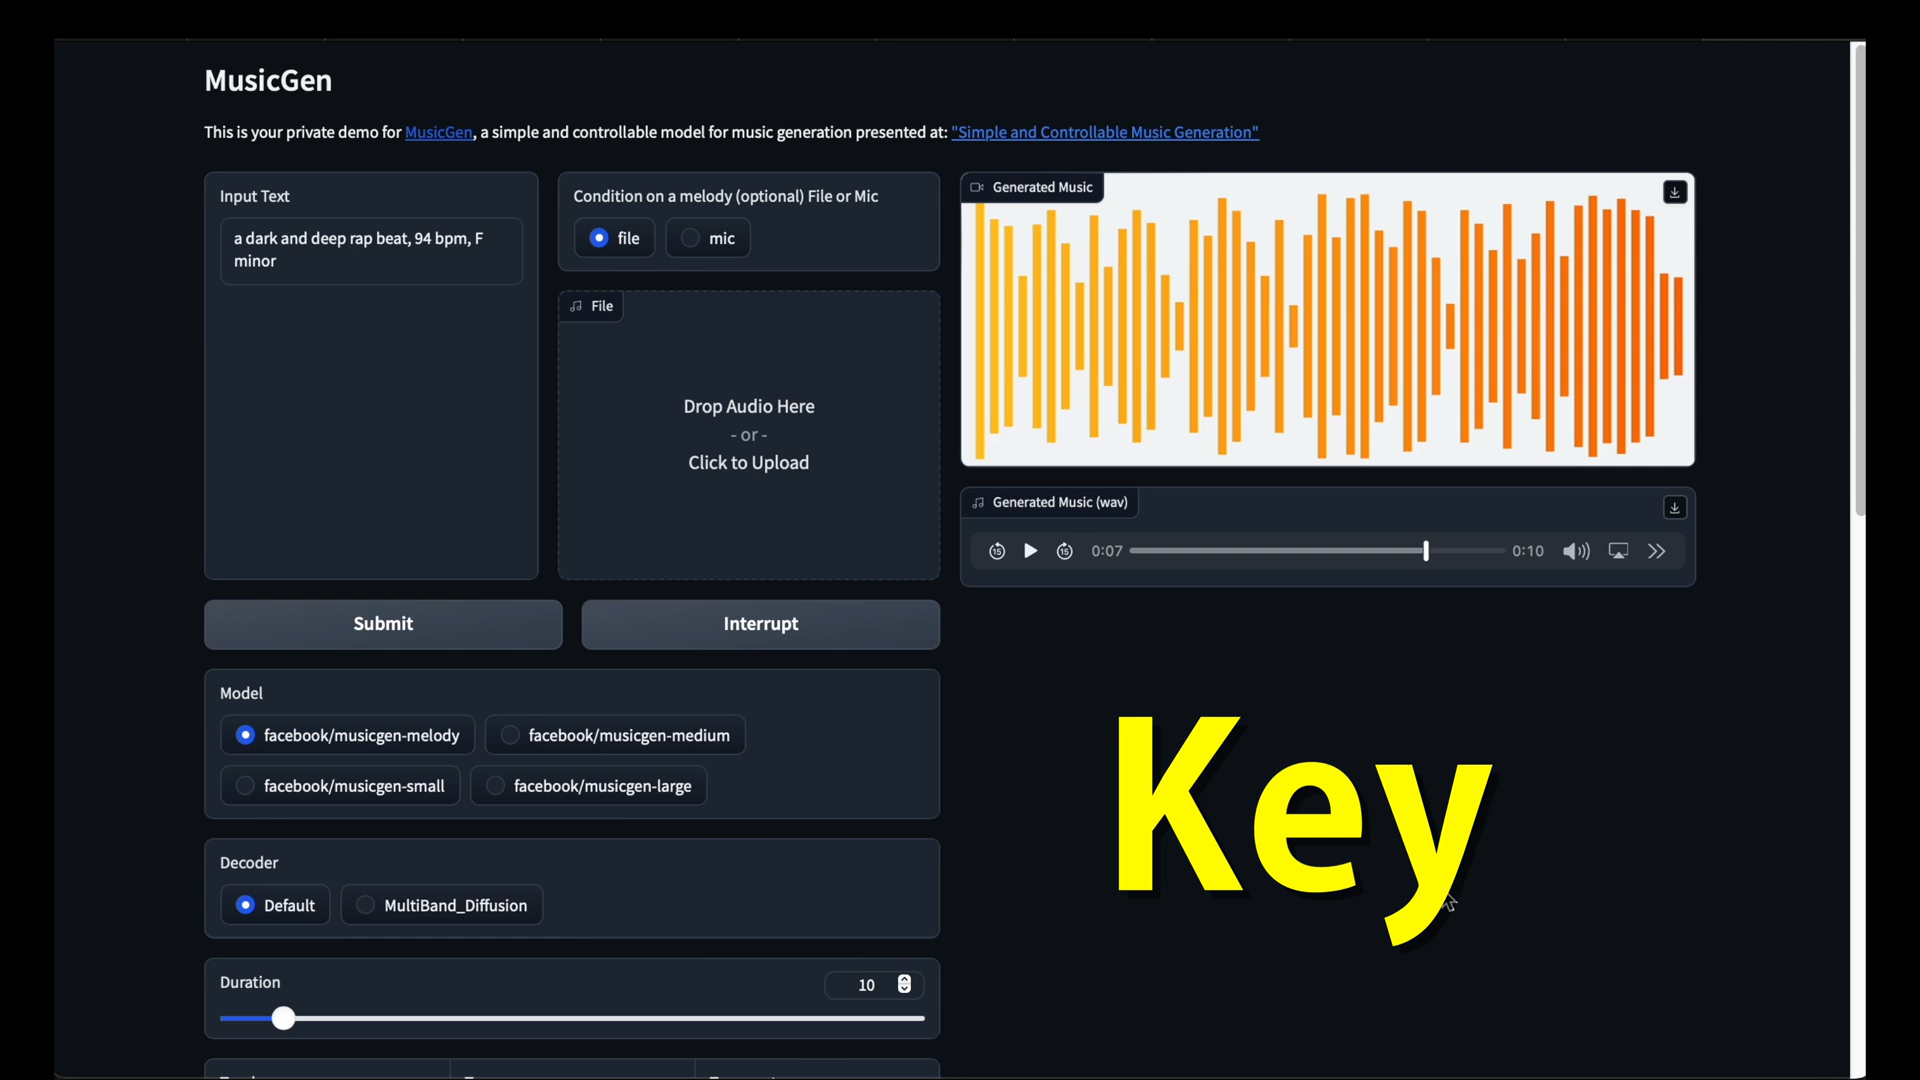 MusicGen
This is your private demo for MusicGen, a simple and controllable model for music generation presented at: "Simple and Controllable Music Generation"
Input Text
a dark and deep rap beat, 94 bpm, F
minor
Condition on a melody (optional) File or Mic
file mic
File
Drop Audio Here
- or -
Click to Upload
Submit Interrupt
Model
facebook/musicgen-melody facebook/musicgen-medium
facebook/musicgen-small facebook/musicgen-large
Decoder
Default MultiBand_Diffusion
Duration 10
Generated Music
Generated Music (wav)
15 15 0:07 0:10
Key